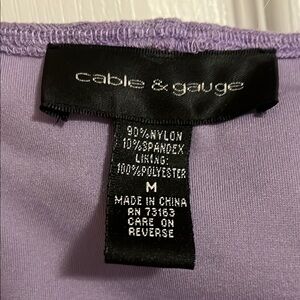 cable & gauge
90%NYLON
10%SPANDEX
LINING:
100%POLYESTER
M
MADE IN CHINA
RN 73163
CARE ON
REVERSE